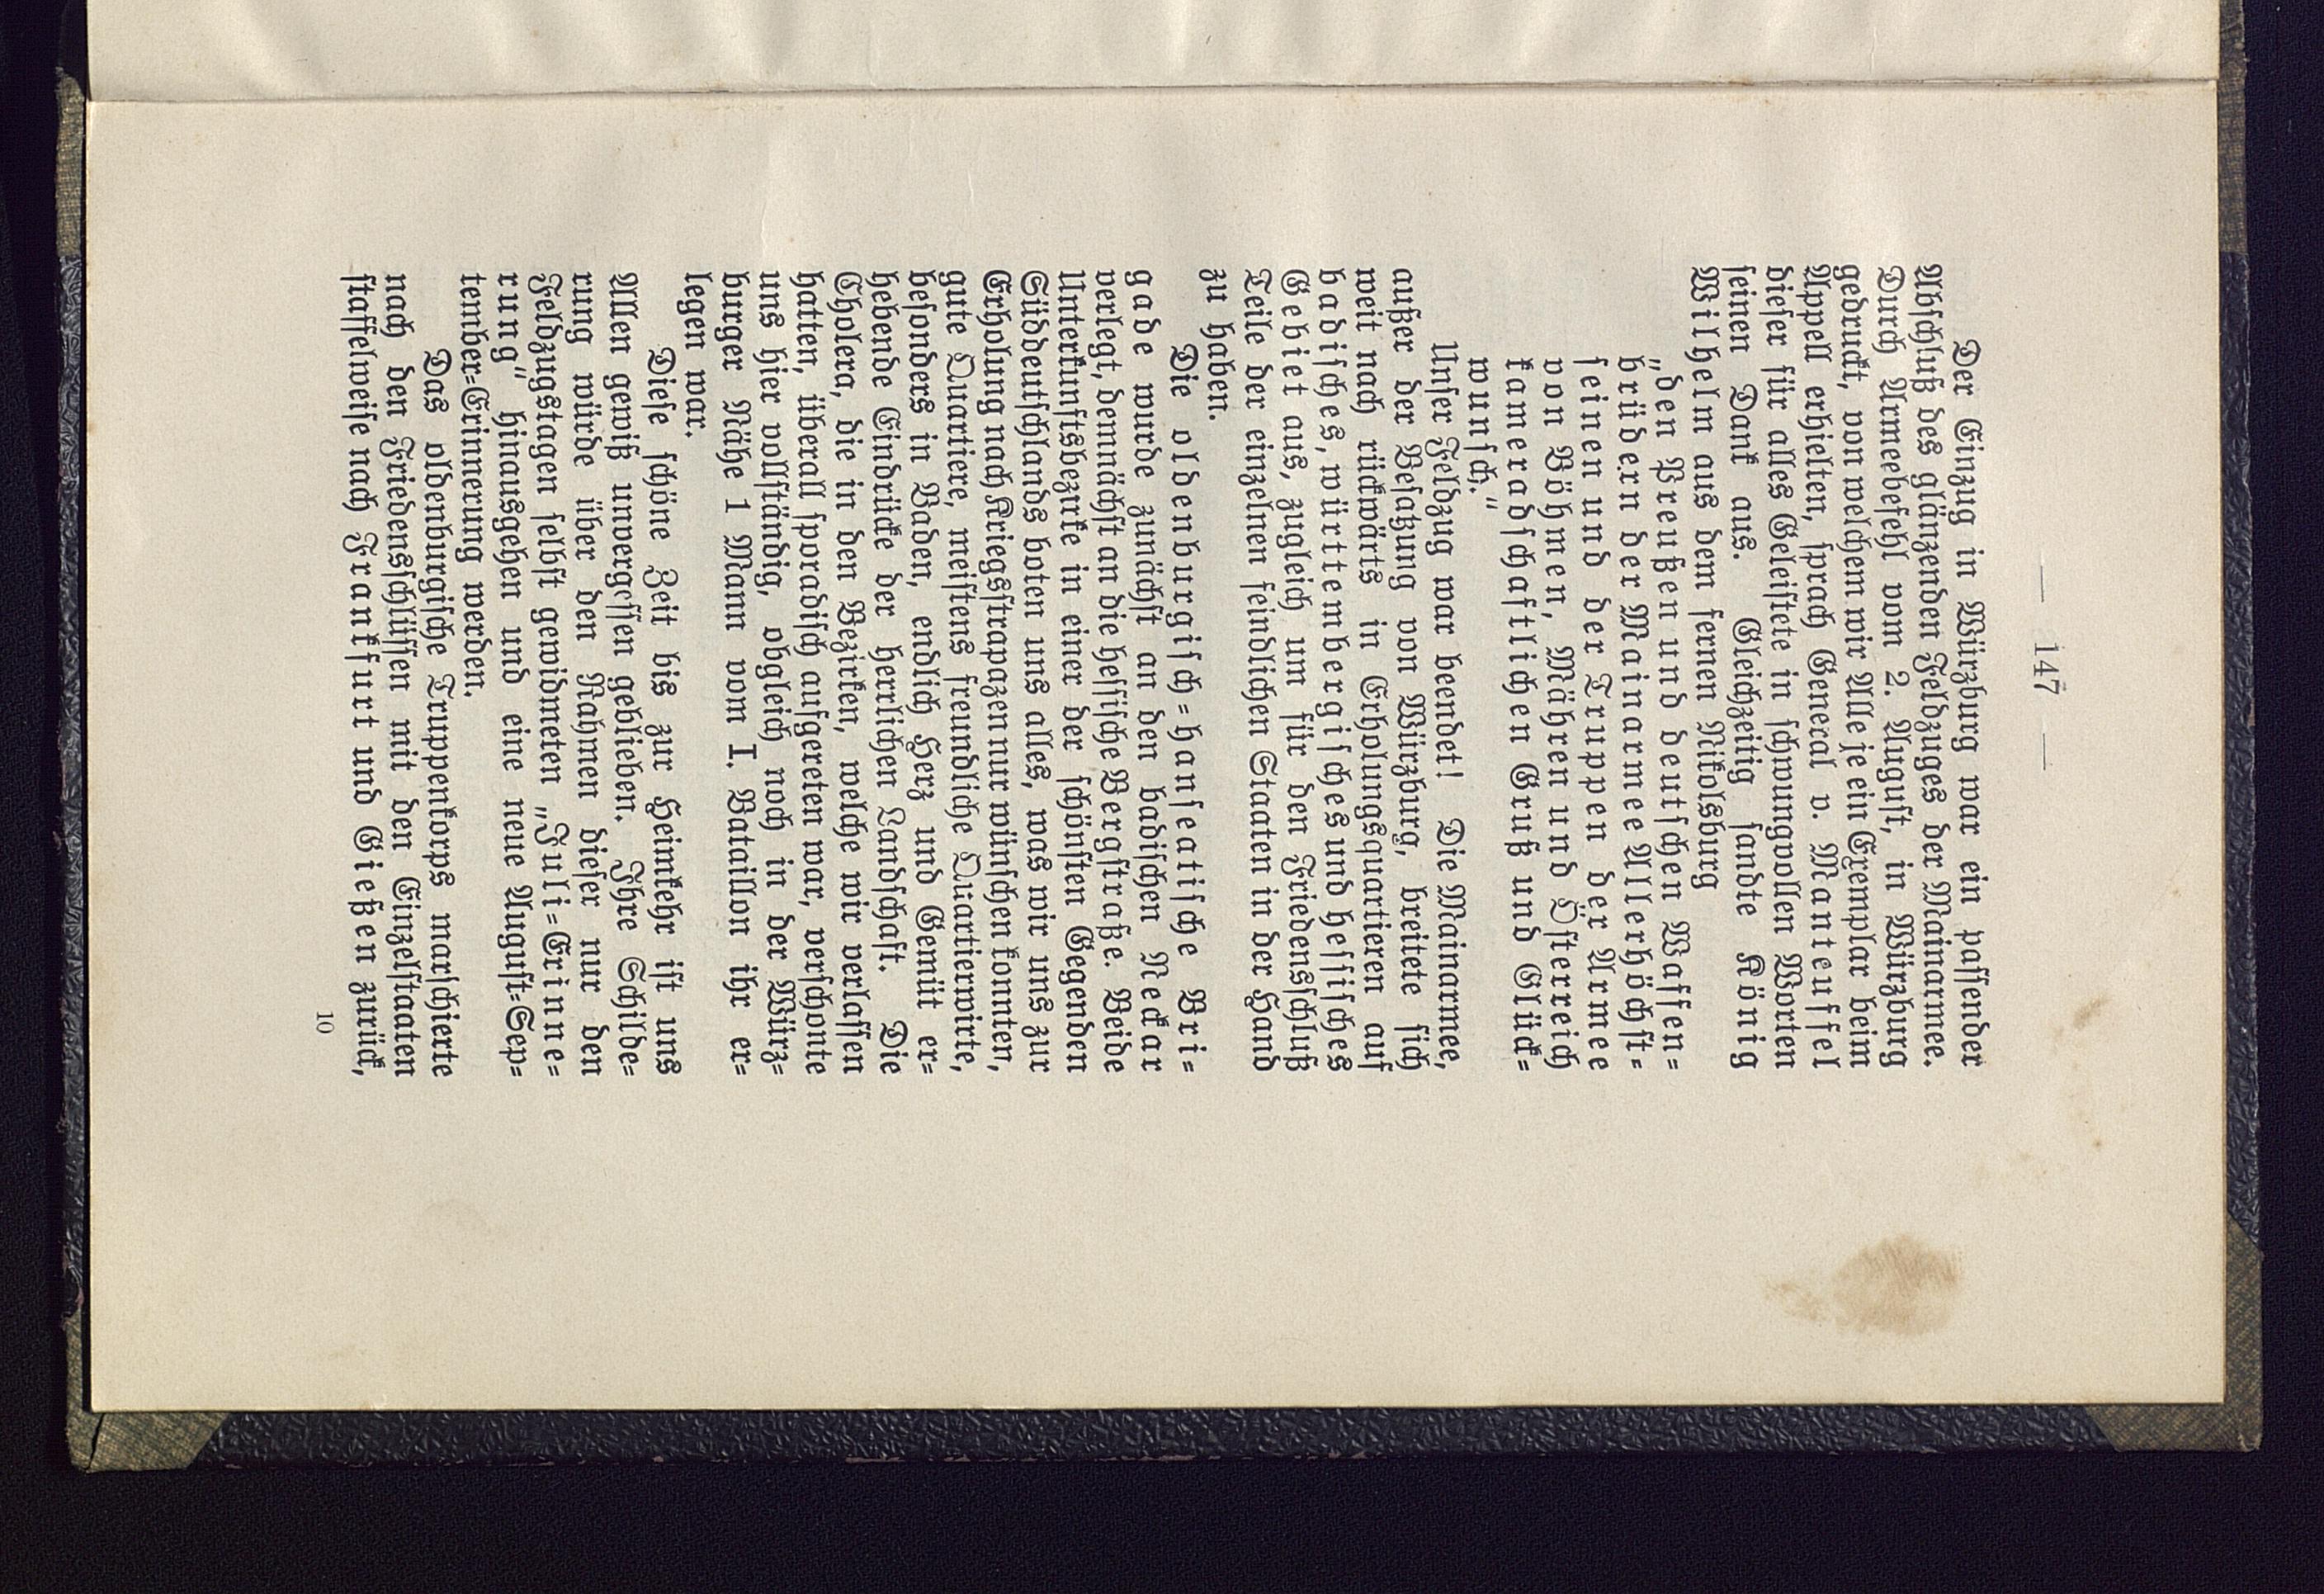 — 147 —
Der Einzug in Würzburg war ein passender
Abschluß des glänzenden Feldzuges der Mainarmee.
Durch Armeebefehl vom 2. August, in Würzburg
gedruckt, von welchem wir Alle je ein Exemplar beim
Appell erhielten, sprach General v. Manteuffel
dieser für alles Geleistete in schwungvollen Worten
seinen Dank aus. Gleichzeitig sandte König
Wilhelm aus dem fernen Nikolsburg
„den Preußen und deutschen Waffen-
brüdern der Mainarmee Allerhöchst-
seinen und der Truppen der Armee
von Böhmen, Mähren und Österreich
kameradschaftlichen Gruß und Glück-
wunsch.“
Unser Feldzug war beendet! Die Mainarmee,
außer der Besatzung von Würzburg, breitete sich
weit nach rückwärts in Erholungsquartieren auf
badisches, württembergisches und hessisches
Gebiet aus, zugleich, um für den Friedensschluß
Teile der einzelnen feindlichen Staaten in der Hand
zu haben.
Die oldenburgisch-hanseatische Bri-
gade wurde zunächst an den badischen Neckar
verlegt, demnächst an die hessische Bergstraße. Beide
Unterkunftsbezirke in einer der schönsten Gegenden
Süddeutschlands boten uns alles, was wir uns zur
Erholung nach Kriegsstrapazen nur wünschen konnten,
gute Quartiere, meistens freundliche Quartierwirte,
besonders in Baden, endlich Herz und Gemüt er-
hebende Eindrücke der herrlichen Landschaft. Die
Cholera, die in den Bezirken, welche wir verlassen
hatten, überall sporadisch aufgereten war, verschonte
uns hier vollständig, obgleich noch in der Würz-
burger Nähe 1 Mann vom I. Bataillon ihr er-
legen war.
Diese schöne Zeit bis zur Heimkehr ist uns
Allen gewiß unvergessen geblieben. Ihre Schilde-
rung würde über den Rahmen dieser nur den
Feldzugstagen selbst gewidmeten „Juli-Erinne-
rung“ hinausgehen und eine neue August-Sep-
tember-Erinnerung werden.
Das oldenburgische Truppenkorps marschierte
nach den Friedensschlüssen mit den Einzelstaaten
staffelweise nach Frankfurt und Gießen zurück,
10